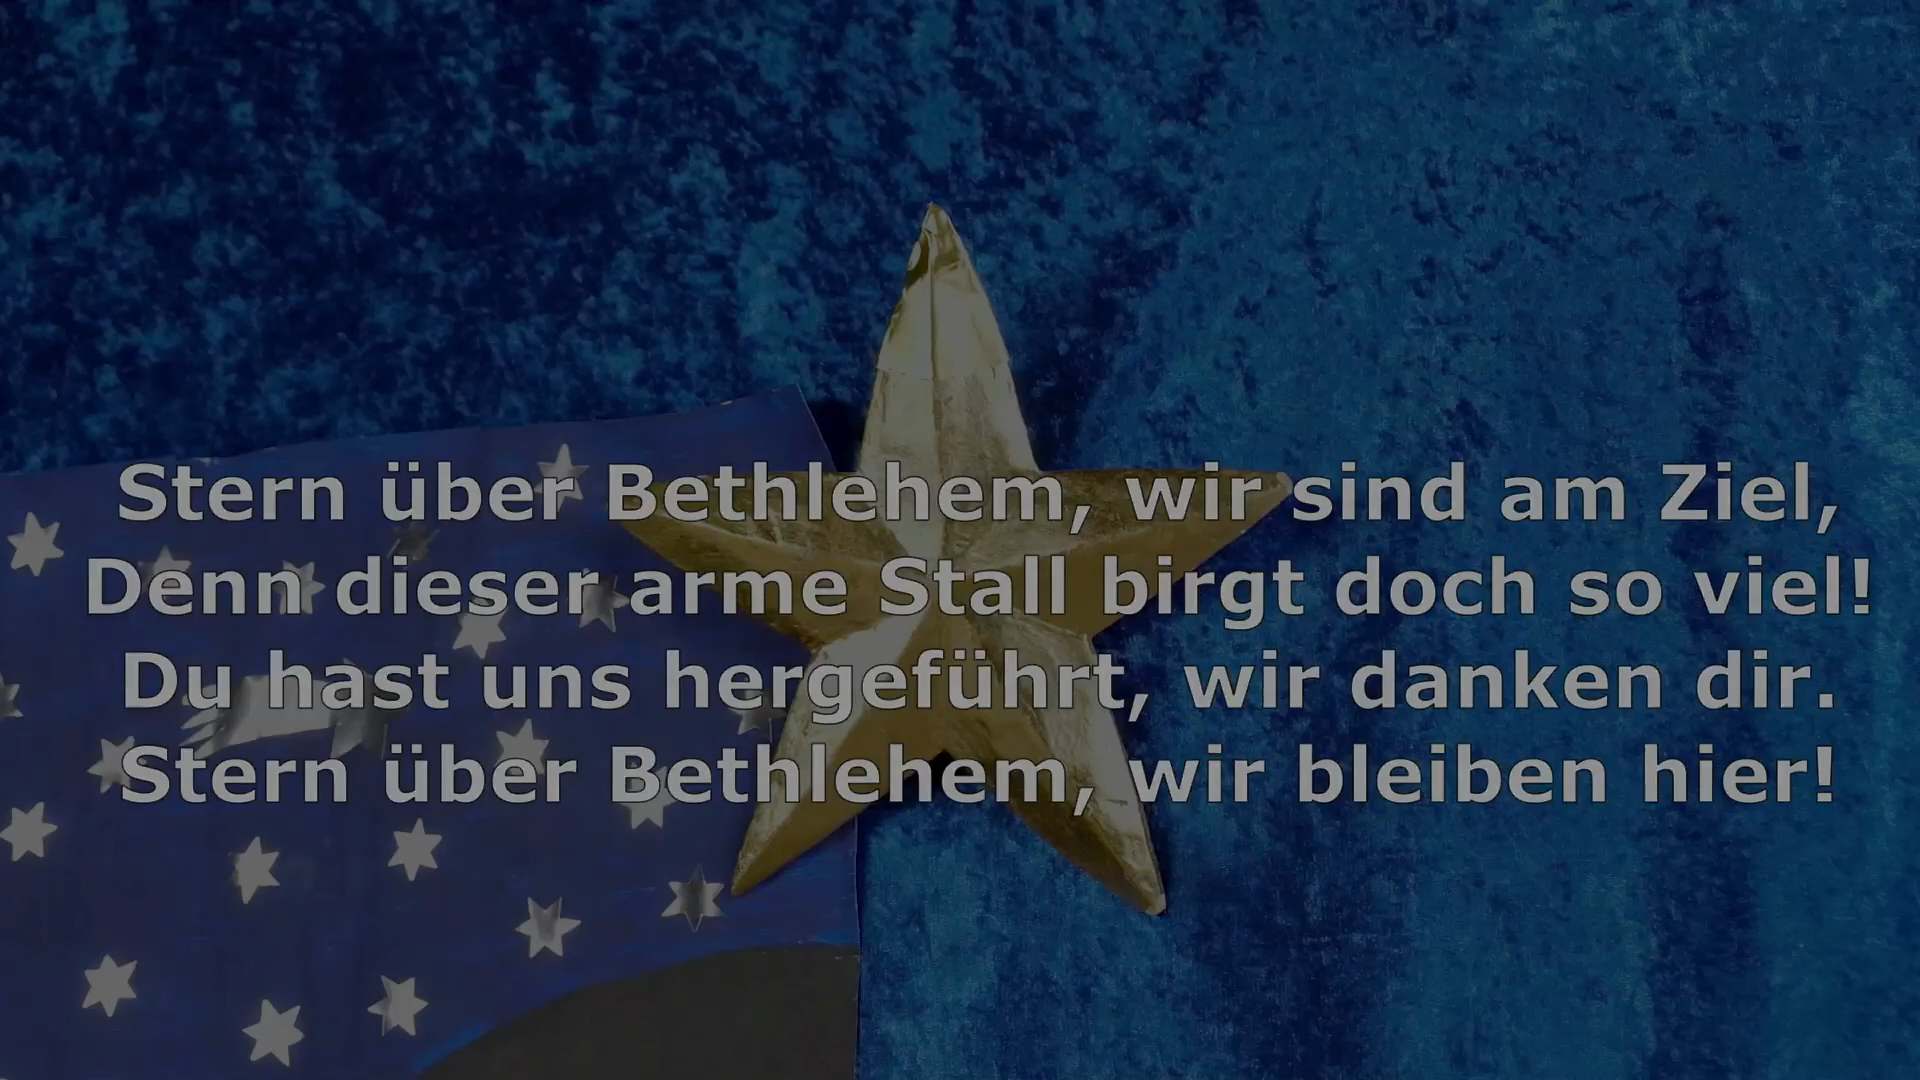 Stern über Bethlehem, wir sind am Ziel,
Denn dieser arme Stall birgt doch so viel!
Du hast uns hergeführt, wir danken dir.
Stern über Bethlehem, wir bleiben hier!